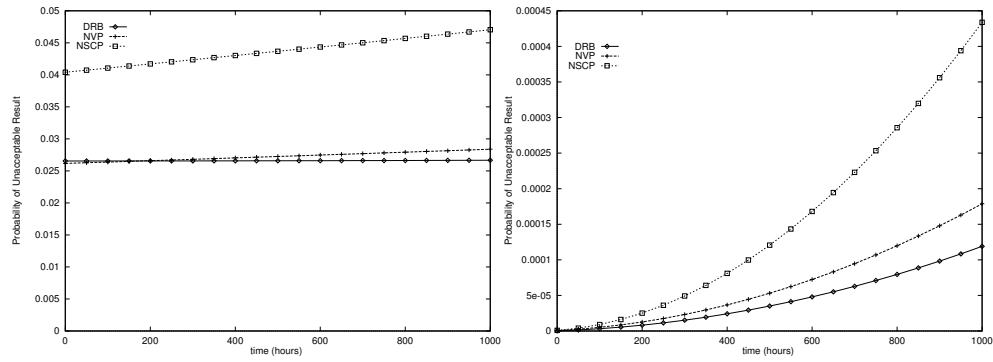 0.05
0.045
0.04
0.035
0.03
0.025
0.02
0.015
0.01
0.005
0
Probability of Unacceptable Result
DRB
NVP
NSCP
0 200 400 600 800 1000
time (hours)
0.00045
0.0004
0.00035
0.0003
0.00025
0.0002
0.00015
0.0001
5e-05
0
Probability of Unacceptable Result
DRB
NVP
NSCP
0 200 400 600 800 1000
time (hours)